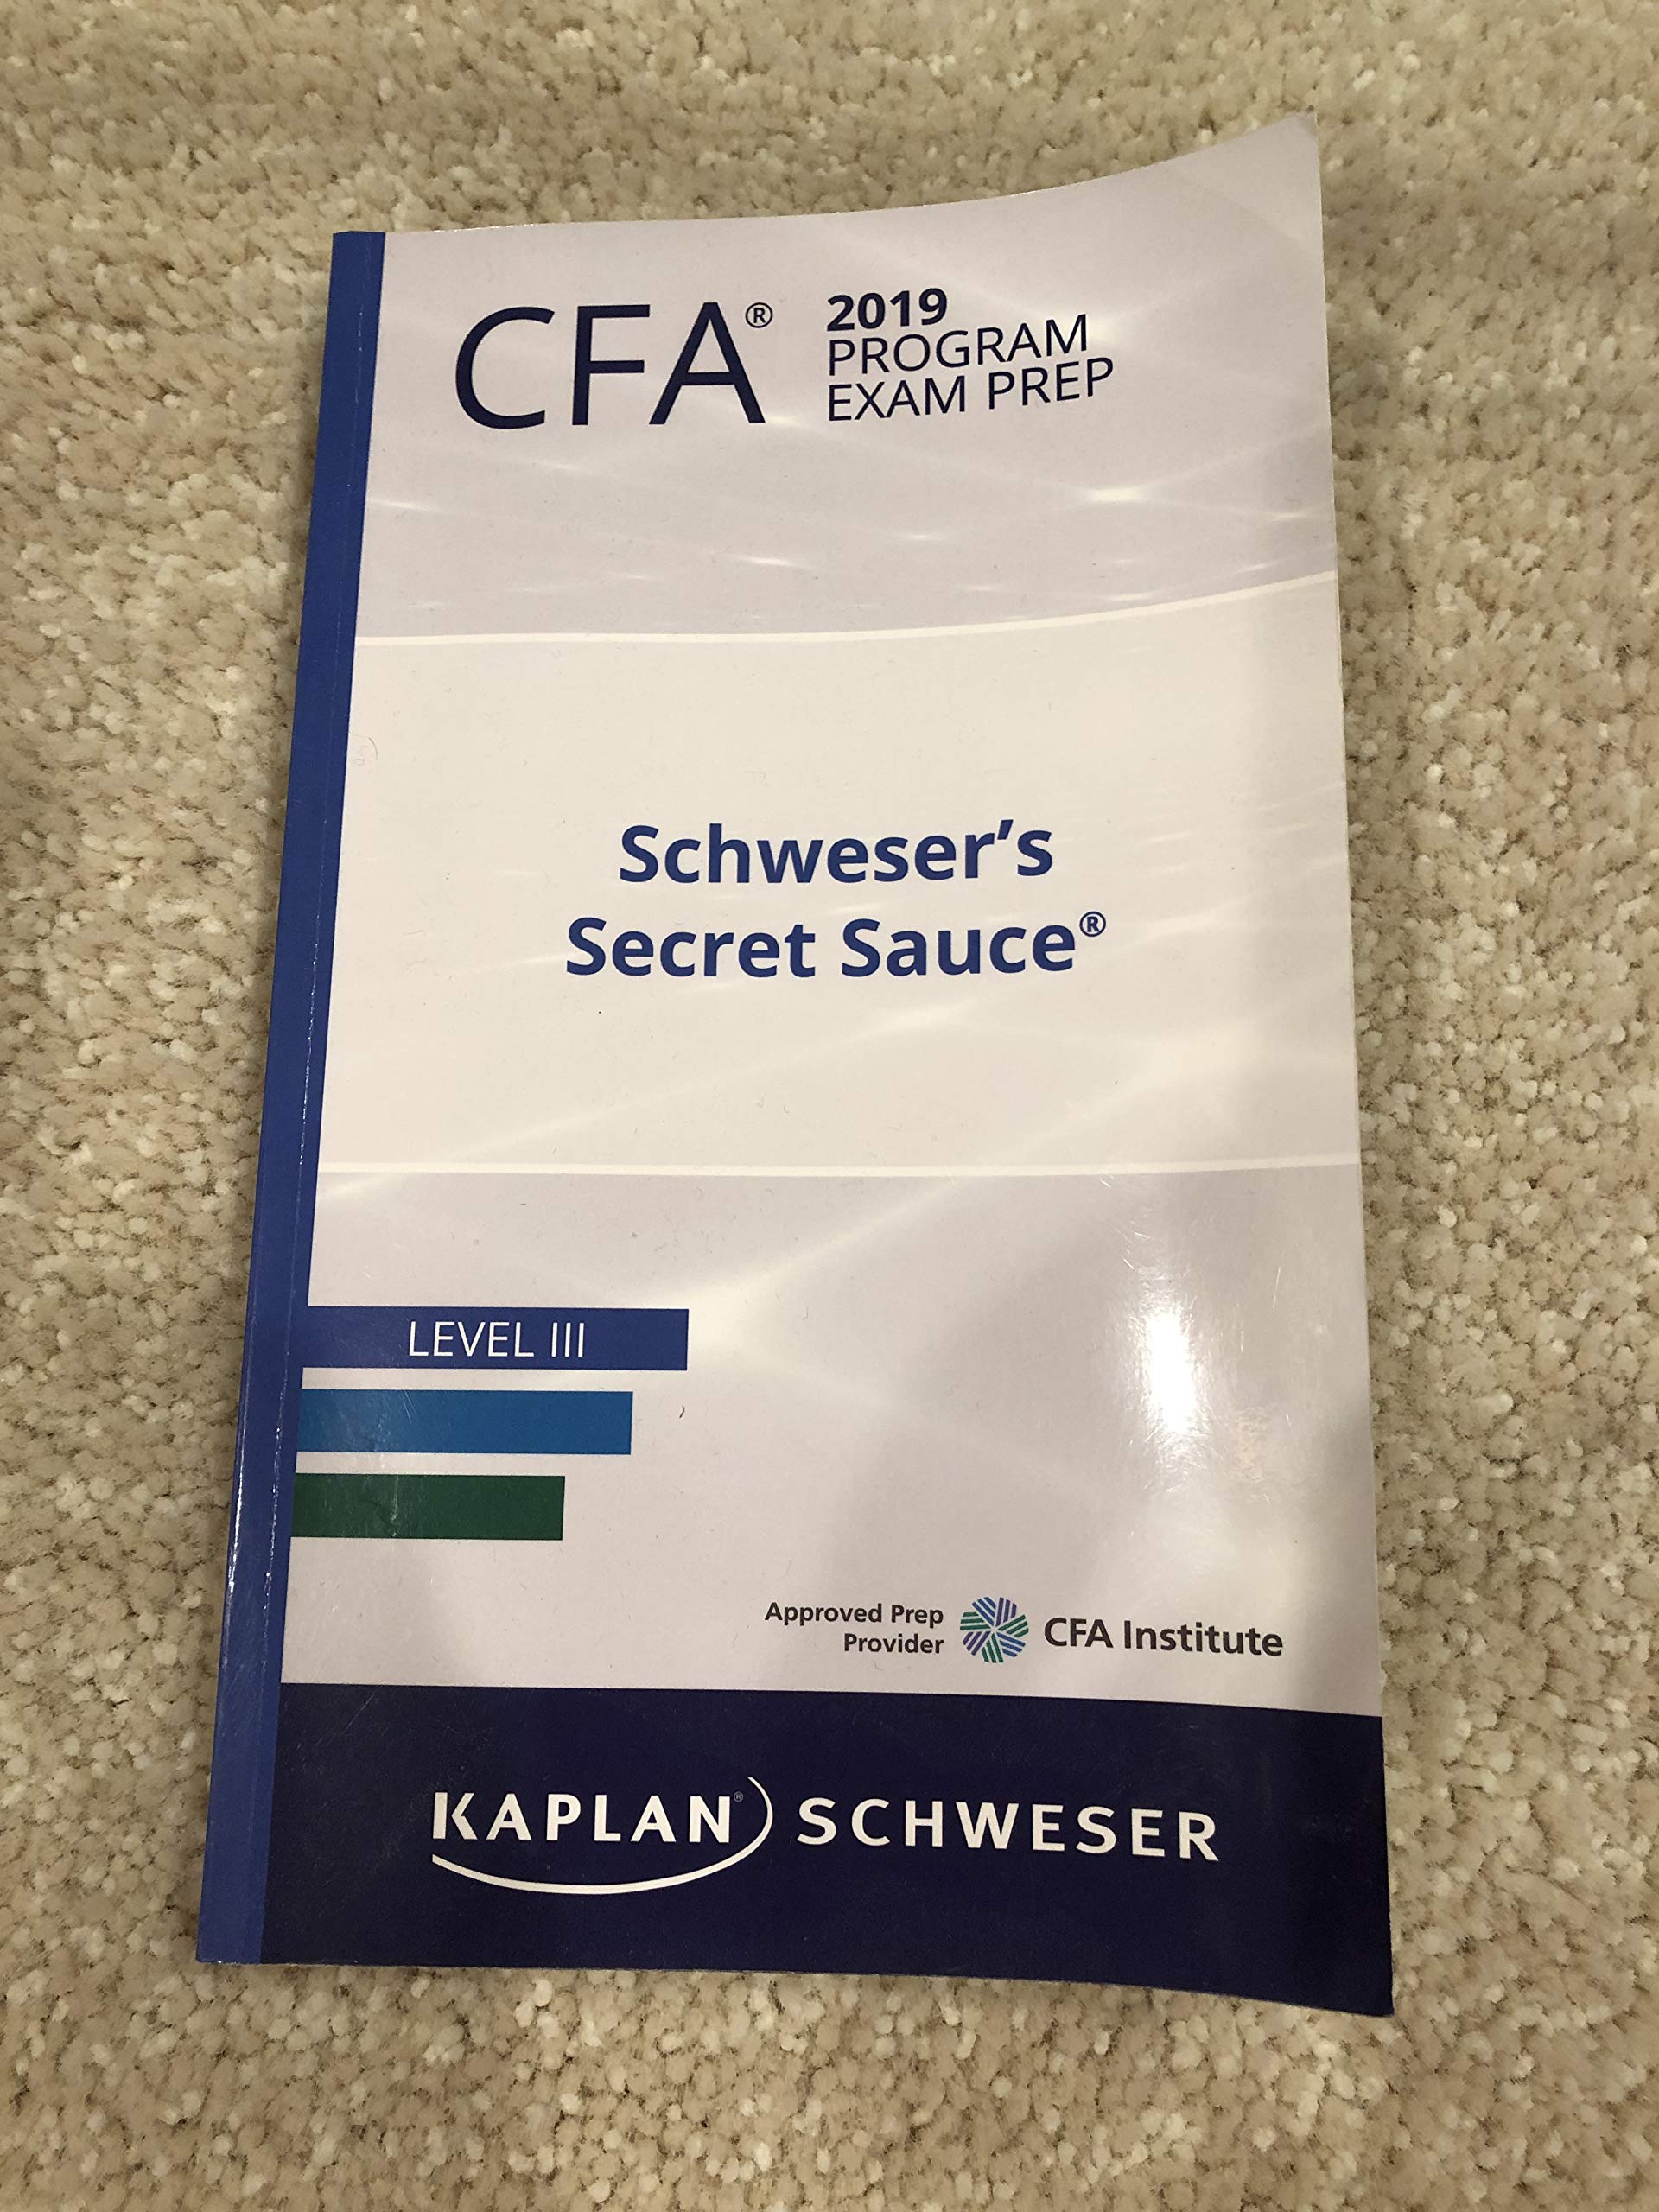 CFA®
2019
PROGRAM
EXAM PREP
Schweser’s
Secret Sauce®
LEVEL III
Approved Prep
Provider
CFA Institute
KAPLAN® SCHWESER